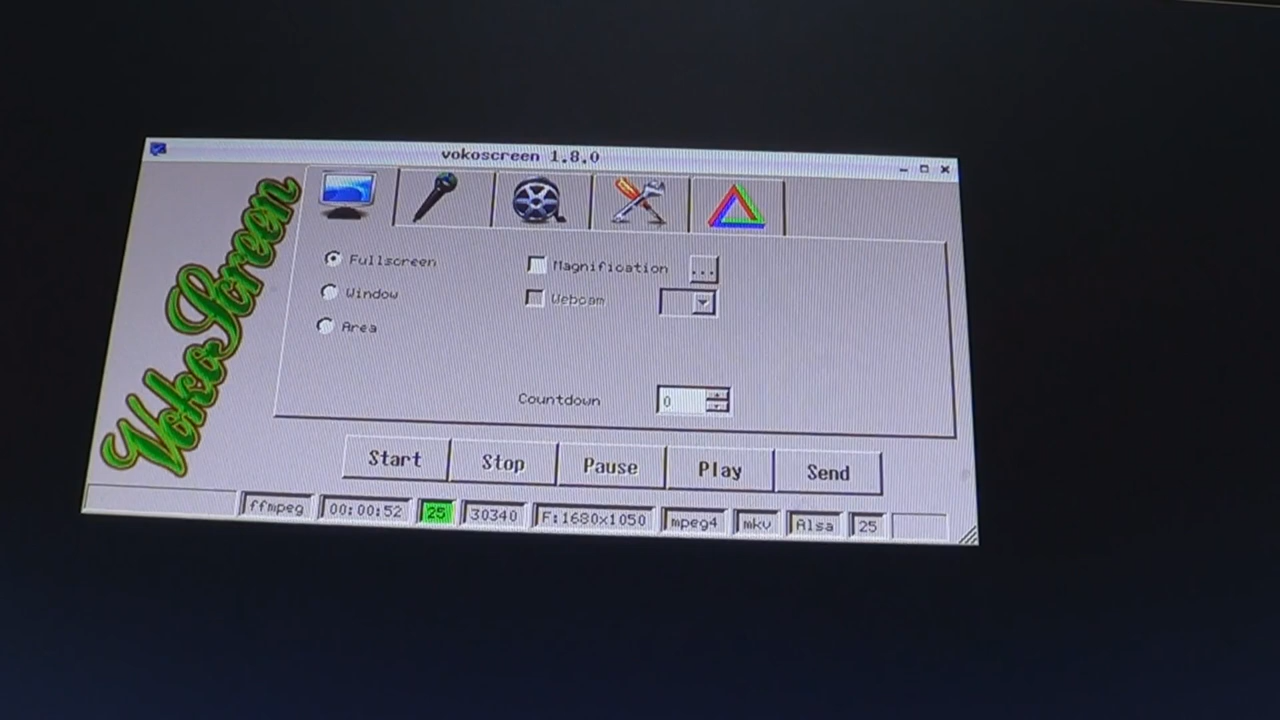 vokoscreen 1.8.0
VokoScreen
Fullscreen
Magnification
...
Window
Webcam
Area
Countdown
0
Start
Stop
Pause
Play
Send
ffmpeg
00:00:52
25
30340
F:1680x1050
mpeg4
mkv
Alsa
25